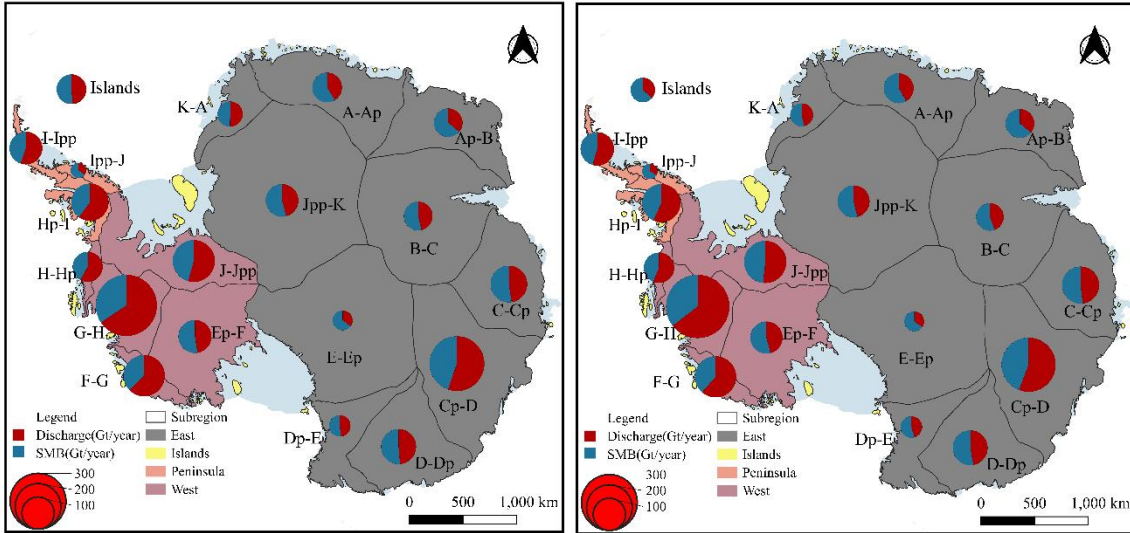 Islands
K-A
A-Ap
Ap-B
I-Ipp
Ipp-J
Jpp-K
Hp-I
B-C
H-Hp
J-Jpp
C-Cp
G-H
Ep-F
E-Ep
F-G
Cp-D
Dp-E
D-Dp
Legend
Discharge(Gt/year)
SMB(Gt/year)
300
200
100
Subregion
East
Islands
Peninsula
West
0 500 1,000 km
Islands
K-A
A-Ap
Ap-B
I-Ipp
Ipp-J
Jpp-K
Hp-I
B-C
H-Hp
J-Jpp
C-Cp
G-H
Ep-F
E-Ep
F-G
Cp-D
Dp-E
D-Dp
Legend
Discharge(Gt/year)
SMB(Gt/year)
300
200
100
Subregion
East
Islands
Peninsula
West
0 500 1,000 km